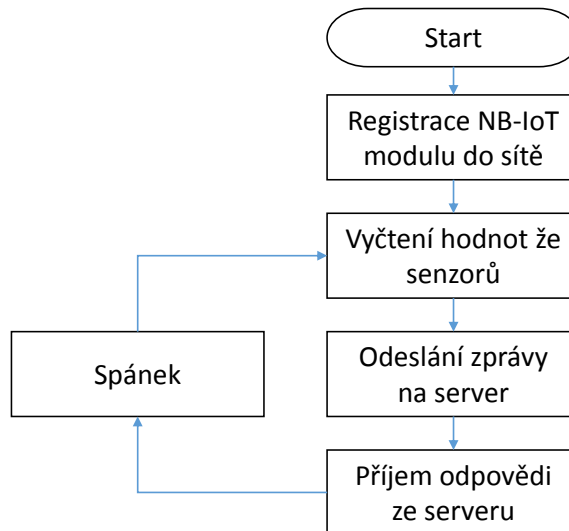 Start
Registrace NB-IoT
modulu do sítě
Vyčtení hodnot že
senzorů
Odeslání zprávy
na server
Spánek
Příjem odpovědi
ze serveru